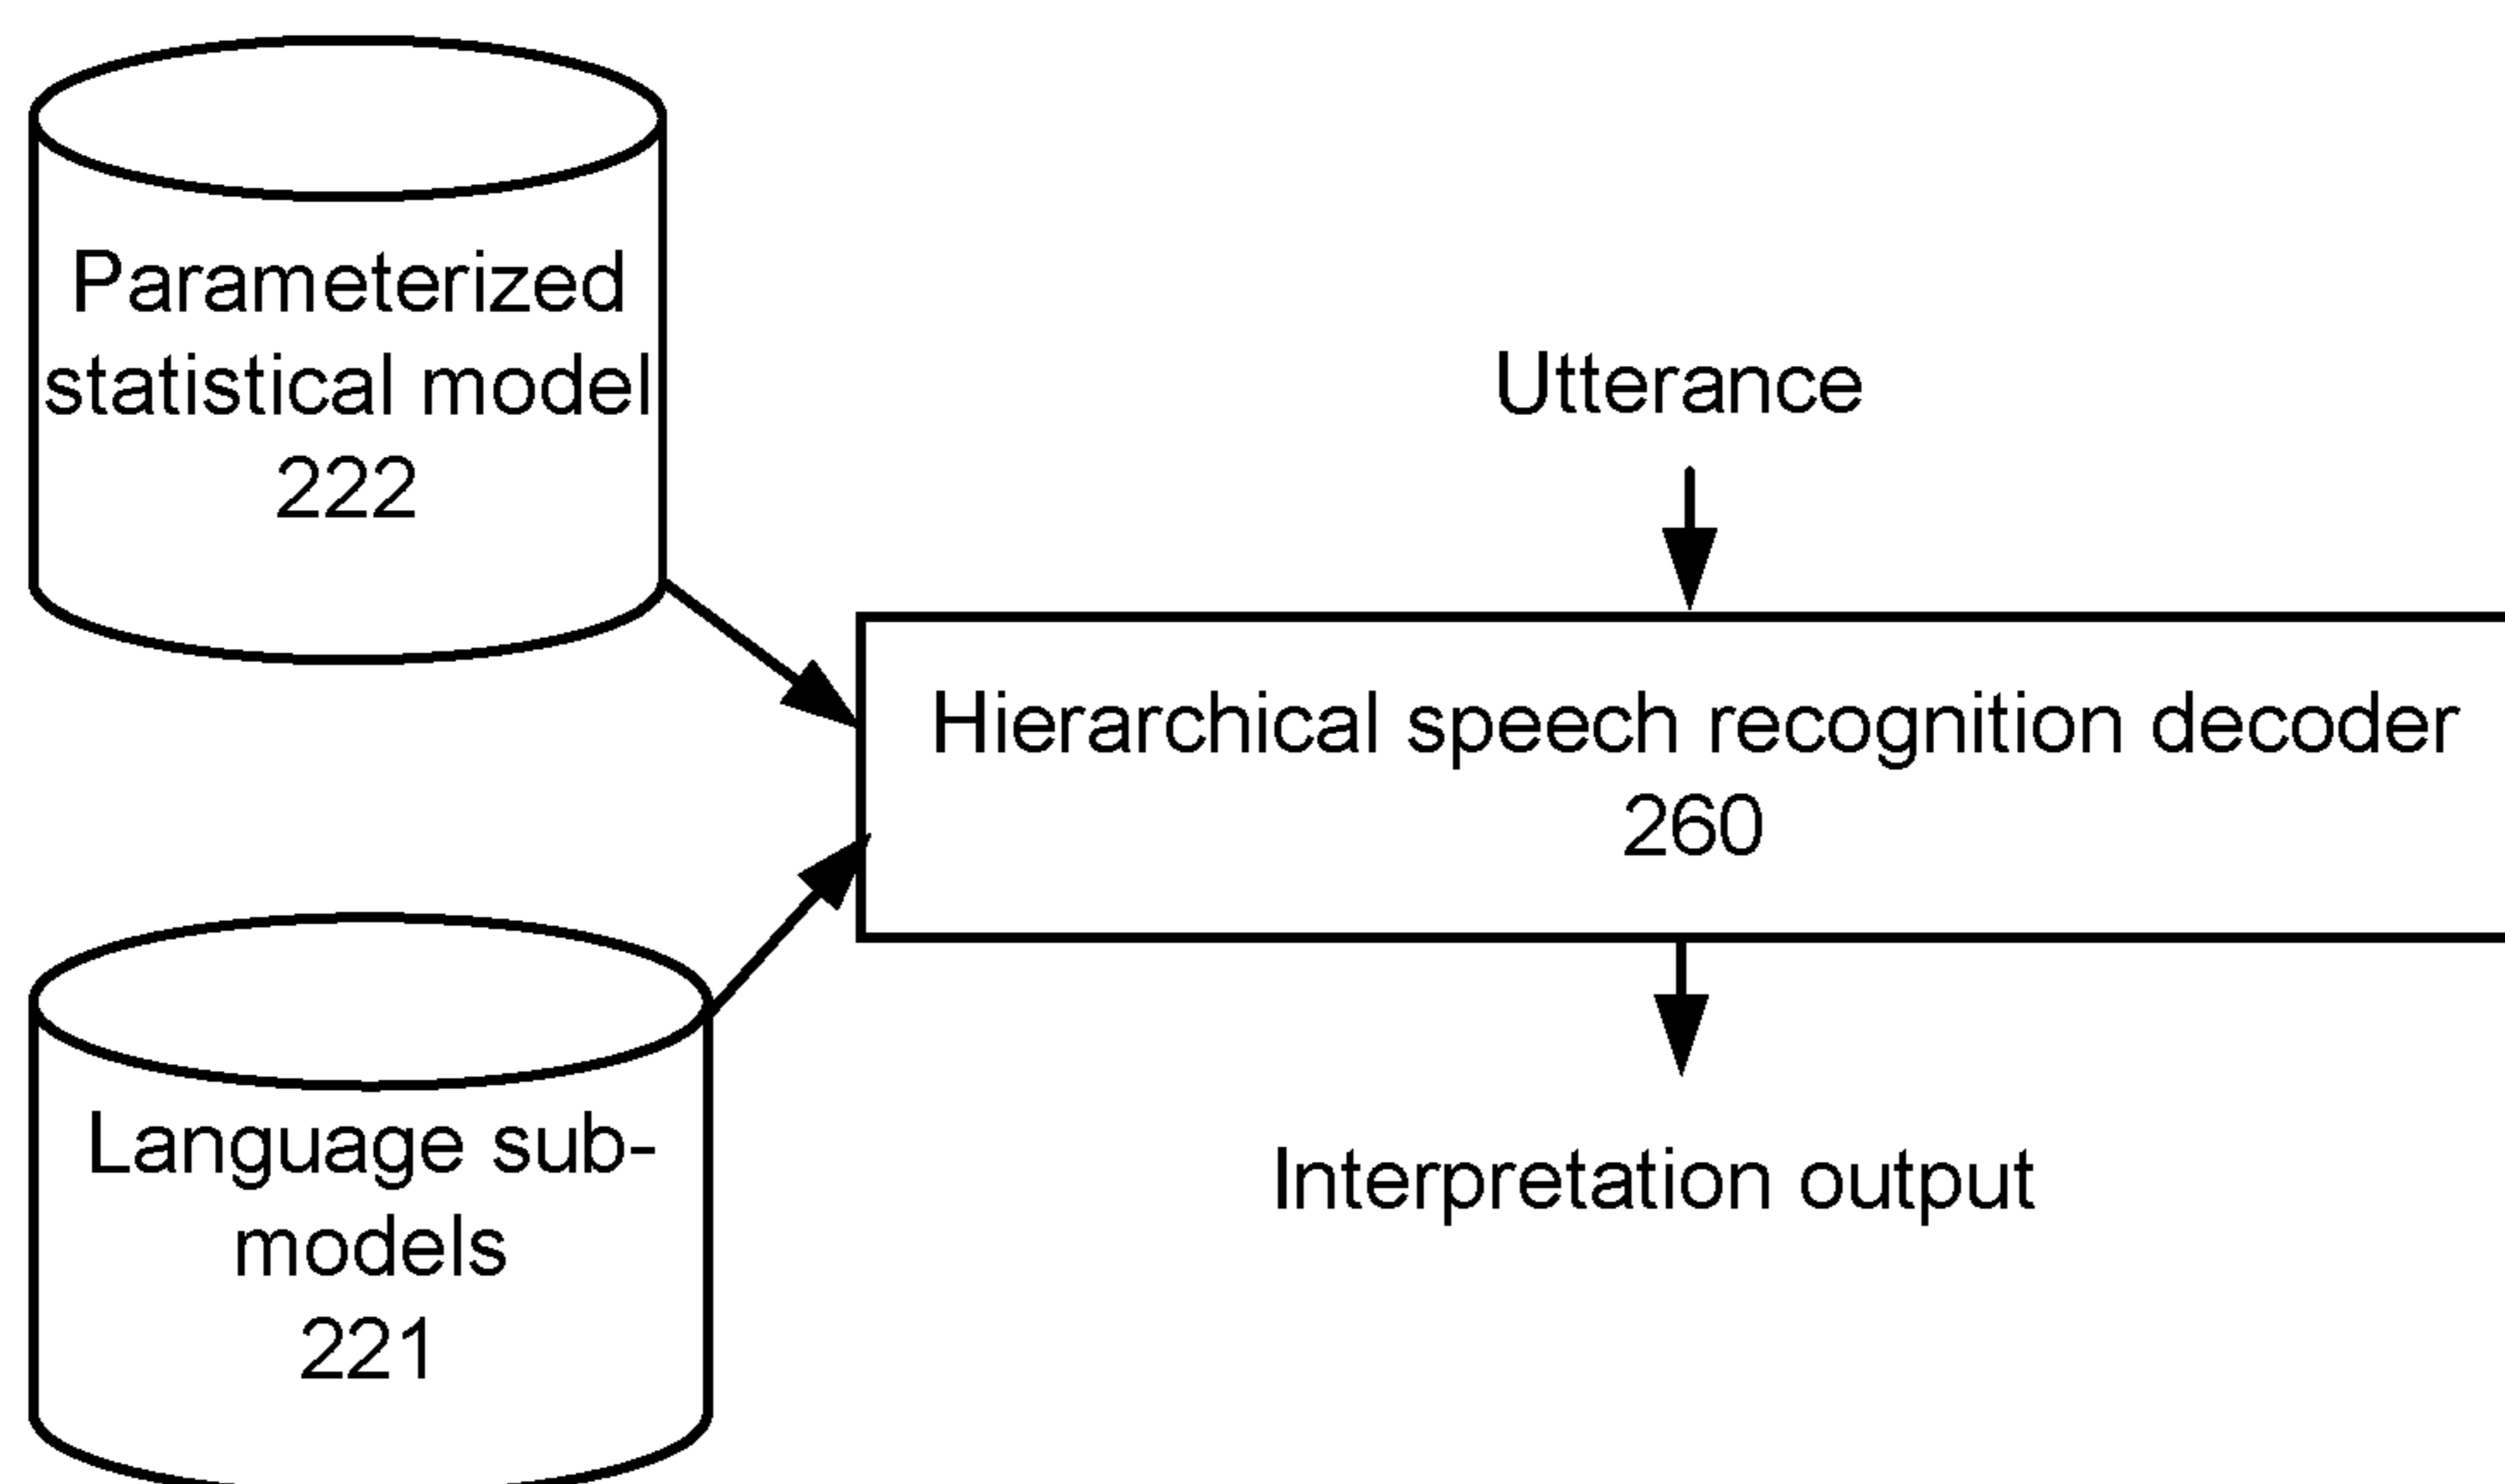 Parameterized
statistical model
222
Utterance
Hierarchical speech recognition decoder
260
Language sub-
models
221
Interpretation output